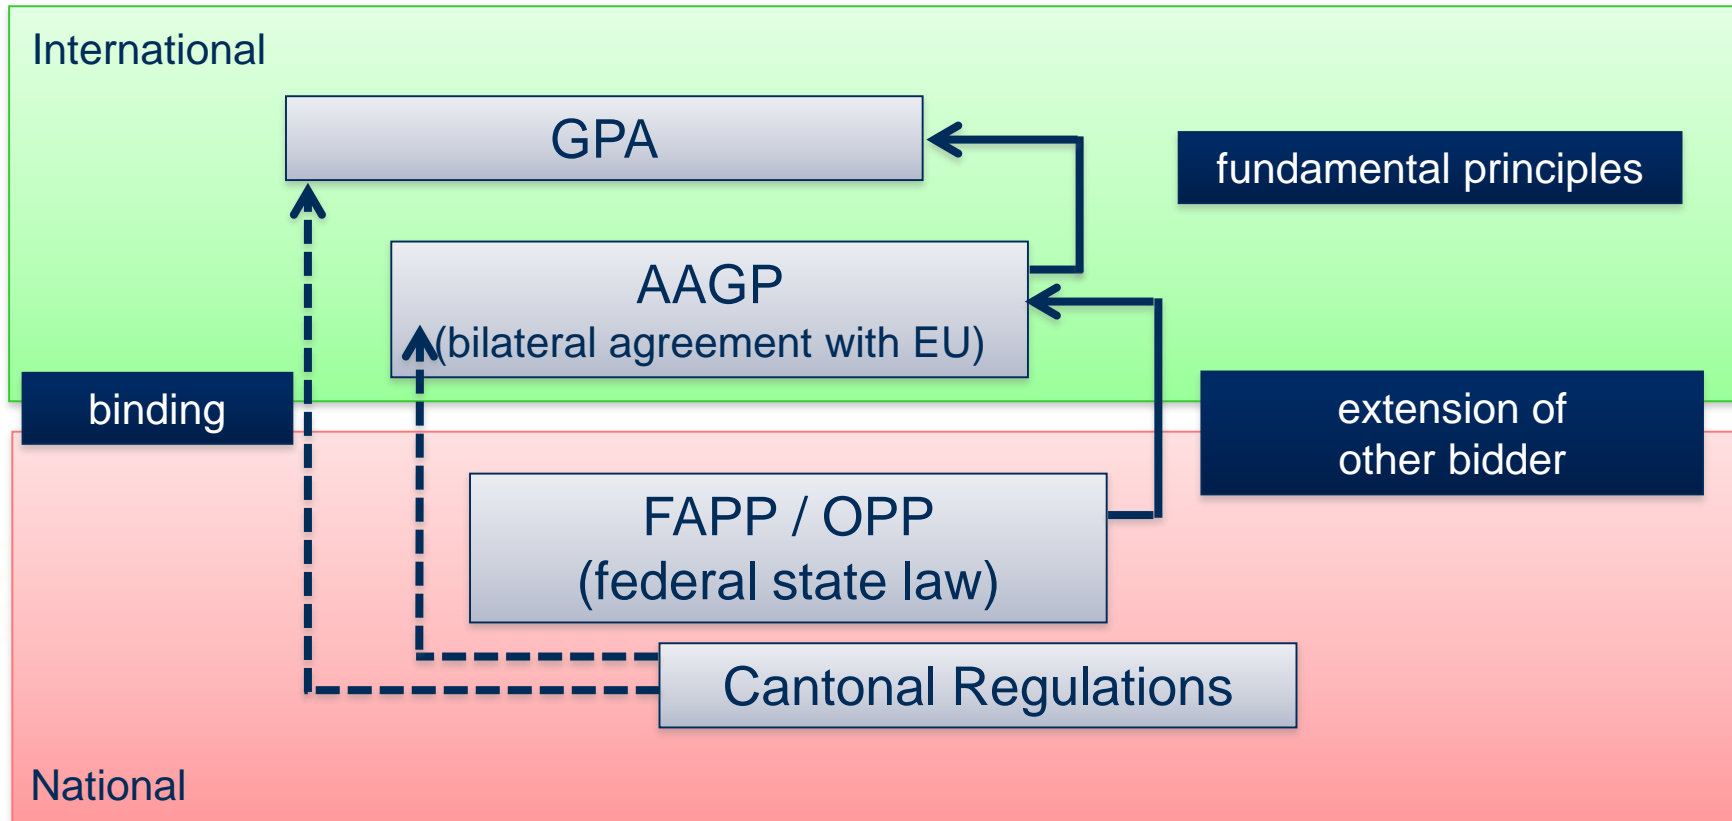 International
GPA
fundamental principles
AAGP
(bilateral agreement with EU)
binding
extension of
other bidder
FAPP / OPP
(federal state law)
Cantonal Regulations
National